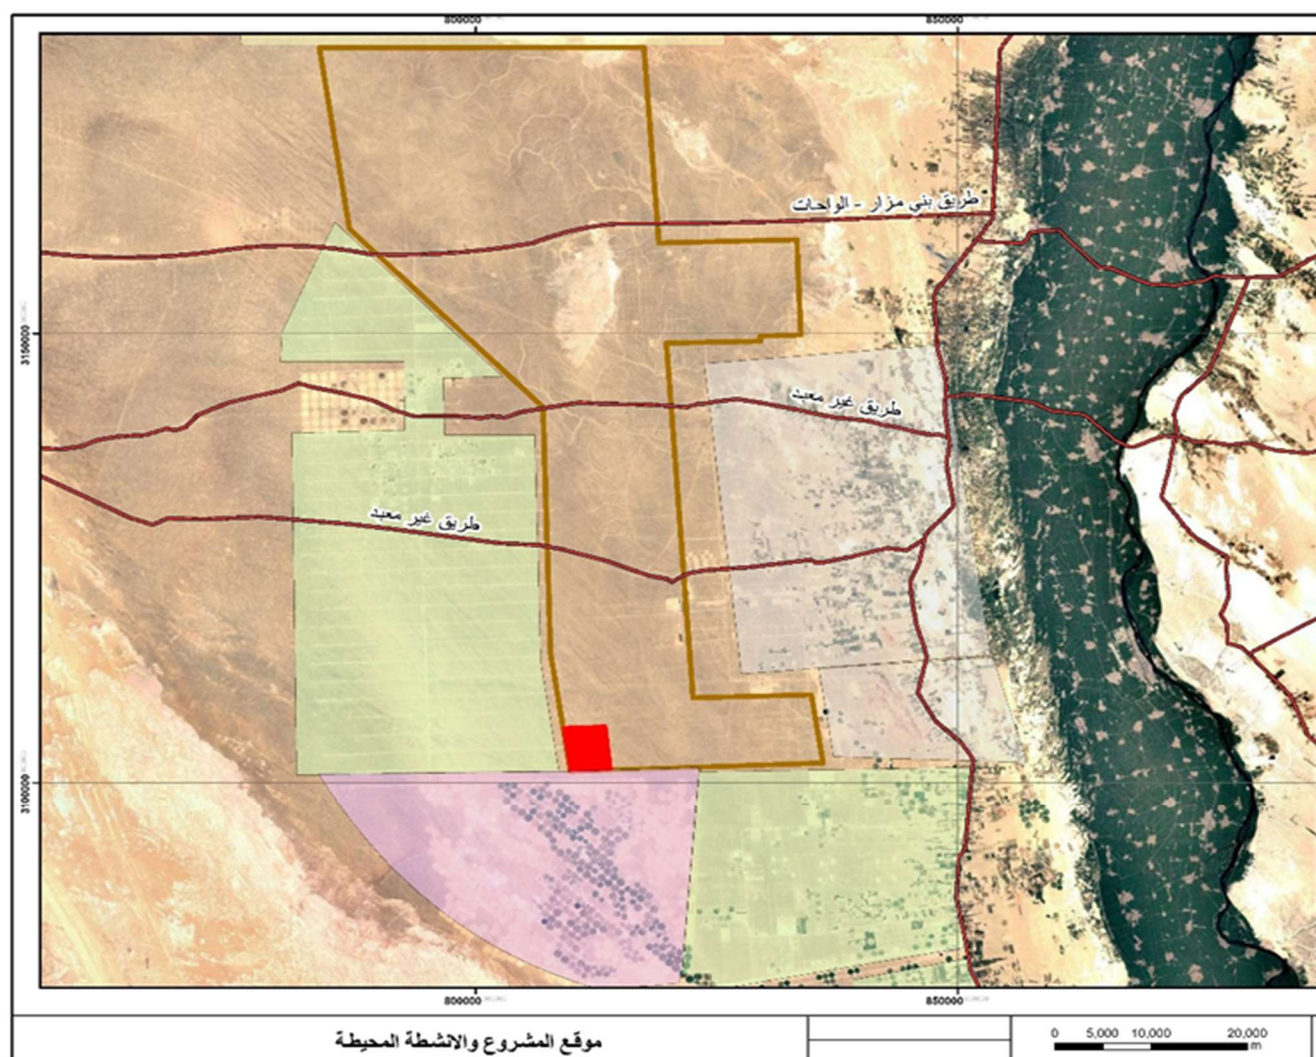 800000 850000
طريق بني مزار - الواحات
3150000
طريق غير معبد
طريق غير معبد
3100000
800000 850000
موقع المشروع والانشطة المحيطة
0 5,000 10,000 20,000
m